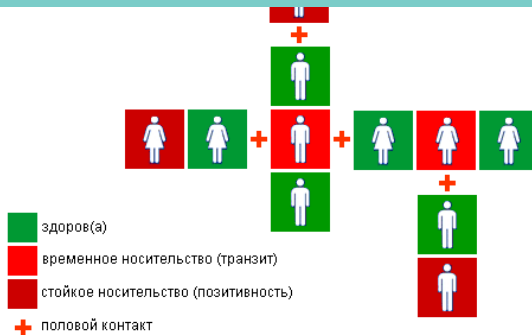 здоров(а)
временное носительство (транзит)
стойкое носительство (позитивность)
половой контакт